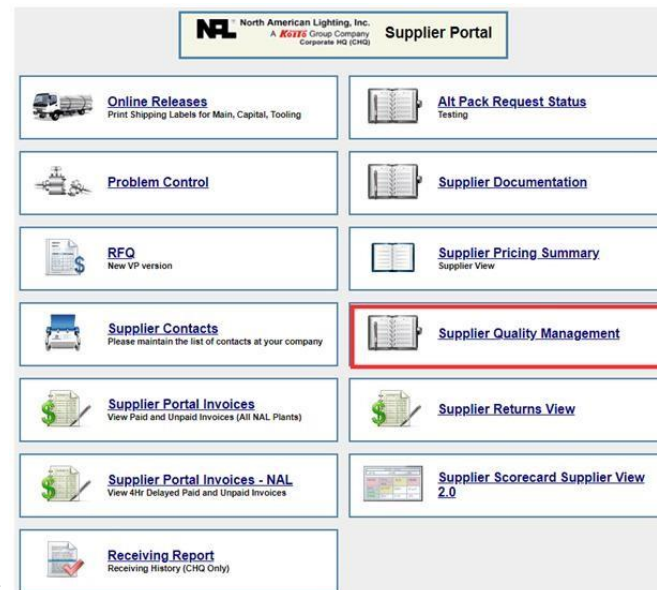 NAL North American Lighting, Inc.
A KOITO Group Company
Corporate HQ (CHQ)
Supplier Portal
Online Releases
Print Shipping Labels for Main, Capital, Tooling
Alt Pack Request Status
Testing
Problem Control
Supplier Documentation
RFQ
New VP version
Supplier Pricing Summary
Supplier View
Supplier Contacts
Please maintain the list of contacts at your company
Supplier Quality Management
Supplier Portal Invoices
View Paid and Unpaid Invoices (All NAL Plants)
Supplier Returns View
Supplier Portal Invoices - NAL
View 4Hr Delayed Paid and Unpaid Invoices
Supplier Scorecard Supplier View
2.0
Receiving Report
Receiving History (CHQ Only)